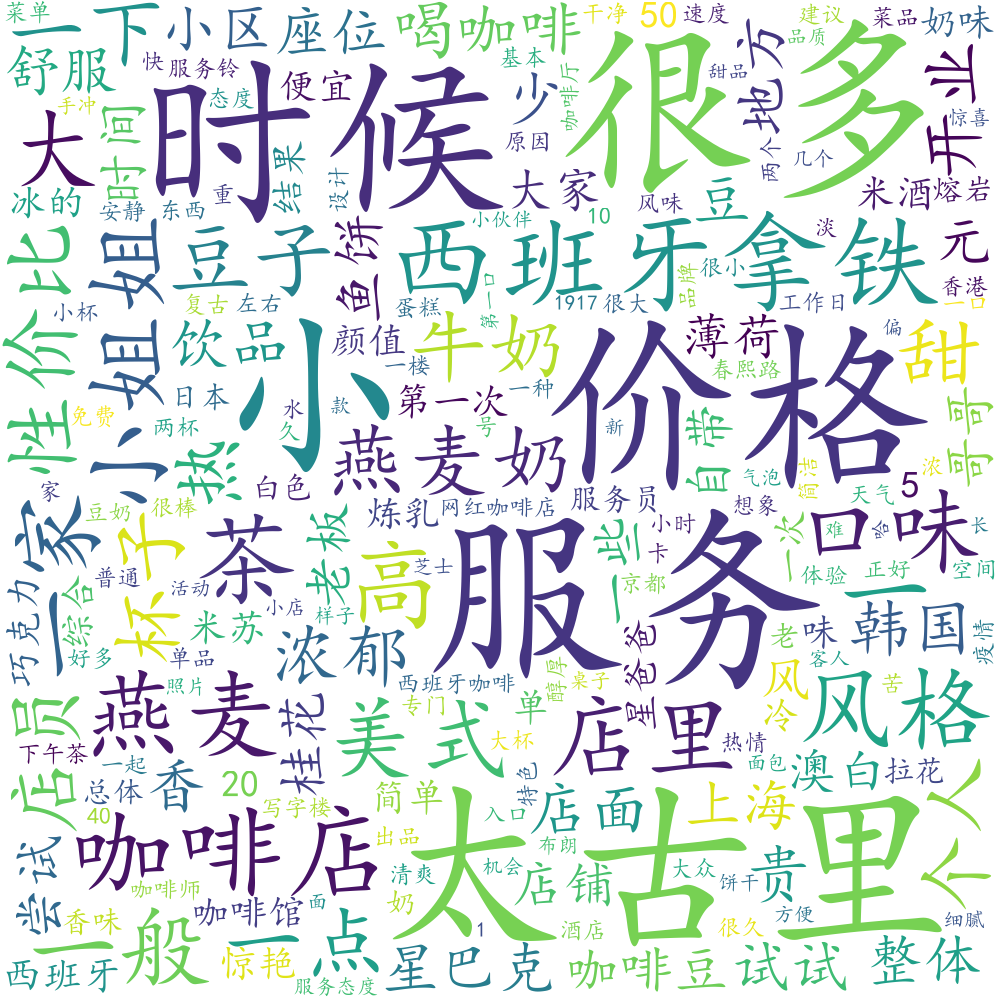 菜单
一下
小区
座位
喝咖啡
干净
50
速度
建议
菜品
奶味
舒服
快
服务铃
便宜
基本
少
咖啡厅
很多
甜品
地方
品质
开业
惊喜
手冲
态度
时候
原因
大
时间
结果
设计
大家
两个
几个
豆
米酒
熔岩
冰的
安静
东西
重
小伙伴
10
风味
淡
元
性价比
小姐姐
豆子
鱼饼
西班牙拿铁
很小
香港
小杯
复古
左右
蛋糕
第一口
1917
很大
品牌
工作日
一口
饮品
小
颜值
牛奶
价格
薄荷
偏
甜
日本
一楼
一种
春熙路
哥哥
免费
两杯
水
久
款
第一次
号
新
自带
热
燕麦奶
白色
家
豆奶
很棒
炼乳
网红咖啡店
服务员
想象
气泡
简洁
5
浓
天气
家
杯子
茶
老板
高
芝士
服务
一些
小时
卡
口味
难
哈
长
巧克力
一
综合
普通
活动
小店
样子
京都
一次
体验
正好
一
空间
好多
米苏
浓郁
单品
星爸爸
老
味
韩国
疫情
客人
店员
燕麦
照片
西班牙咖啡
醇厚
桌子
风
冷
苦
风格
下午茶
一起
桂花
美式
专门
单
大杯
店里
热情
面包
澳白
拉花
总体
香
20
写字楼
简单
特色
店面
上海
个人
40
咖啡店
出品
太古里
入口
布朗
尝试
咖啡师
清爽
机会
店铺
大众
饼干
贵
香味
咖啡馆
面
奶
1
酒店
很久
方便
细腻
西班牙
一般
惊艳
一点
服务态度
星巴克
咖啡豆
试试
整体